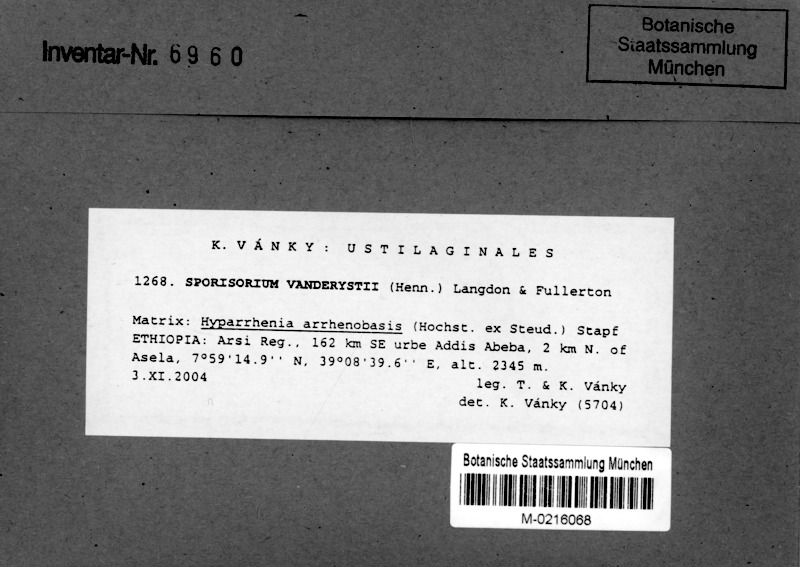 Inventar-Nr. 6960
Botanische
Staatssammlung
München
K. VÁNKY: USTILAGINALES
1268. SPORISORIUM VANDERYSTII (Henn.) Langdon & Fullerton
Matrix: Hyparrhenia arrhenobasis (Hochst. ex Steud.) Stapf
ETHIOPIA: Arsi Reg., 162 km SE urbe Addis Abeba, 2 km N. of
Asela, 7°59'14.9'' N, 39°08'39.6'' E, alt. 2345 m.
3.XI.2004 leg. T. & K. Vánky
det. K. Vánky (5704)
Botanische Staatssammlung München
M-0216068